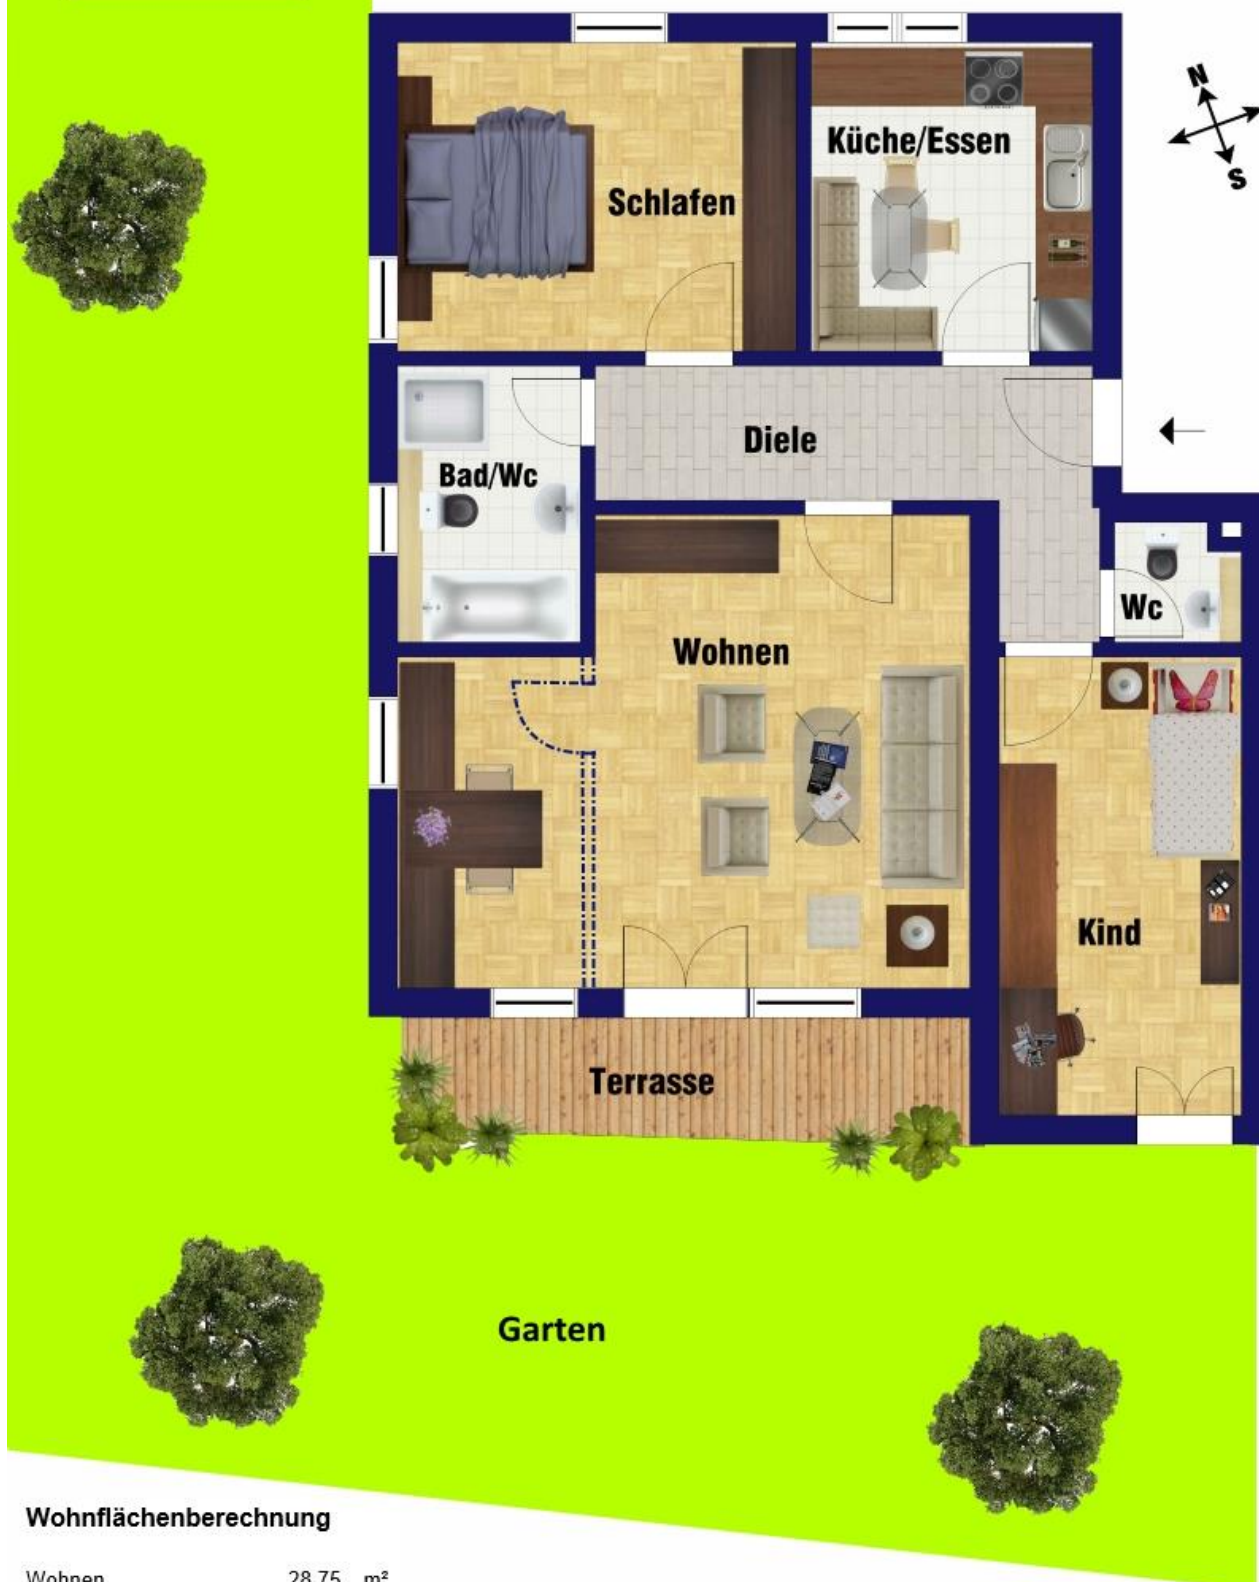 N
Küche/Essen
Schlafen
S
Diele
Bad/Wc
Wc
Wohnen
Kind
Terrasse
Garten
Wohnflächenberechnung
Wohnen 28,75 m²